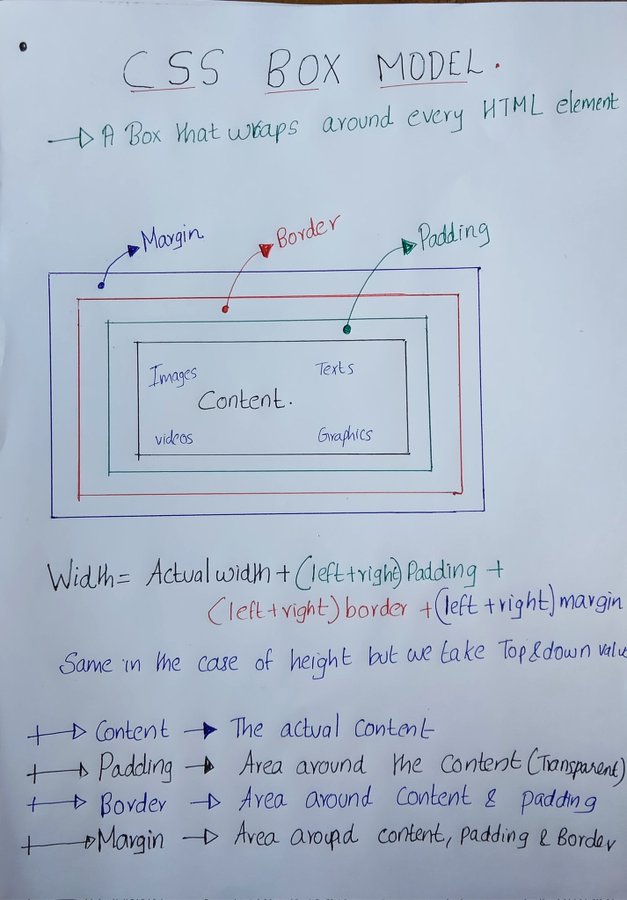 CSS BOX MODEL.
A Box that wraps around every HTML element
Margin Border Padding
Images Texts
Content.
videos Graphics
Width= Actual width + (left+right) Padding +
(left+right) border + (left+right) margin
Same in the case of height but we take Top&down value
Content → The actual content
Padding → Area around the content (Transparent)
Border → Area around content & padding
Margin → Area around content, padding & Border